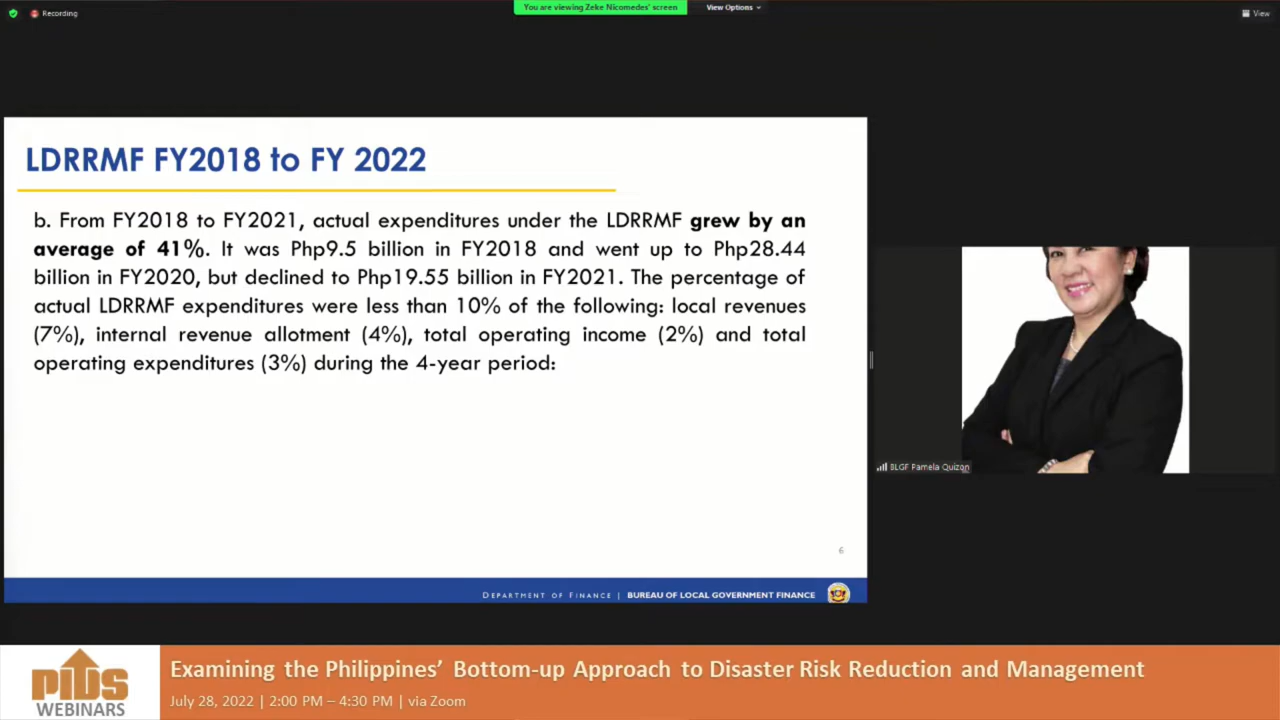 Recording
You are viewing Zeke Nicomedes' screen
View Options
View
LDRRMF FY2018 to FY 2022
b. From FY2018 to FY2021, actual expenditures under the LDRRMF grew by an
average of 41%. It was Php9.5 billion in FY2018 and went up to Php28.44
billion in FY2020, but declined to Php19.55 billion in FY2021. The percentage of
actual LDRRMF expenditures were less than 10% of the following: local revenues
(7%), internal revenue allotment (4%), total operating income (2%) and total
operating expenditures (3%) during the 4-year period:
6
DEPARTMENT OF FINANCE | BUREAU OF LOCAL GOVERNMENT FINANCE
BLGF Pamela Quizon
pids
WEBINARS
Examining the Philippines’ Bottom-up Approach to Disaster Risk Reduction and Management
July 28, 2022 | 2:00 PM – 4:30 PM | via Zoom